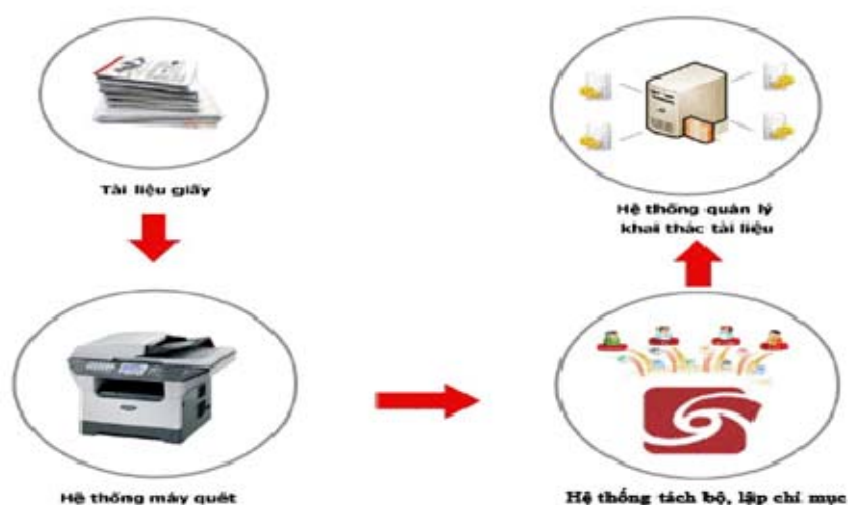 Tài liệu giấy
Hệ thống máy quét
Hệ thống tách bộ, lập chỉ mục
Hệ thống quản lý
khai thác tài liệu